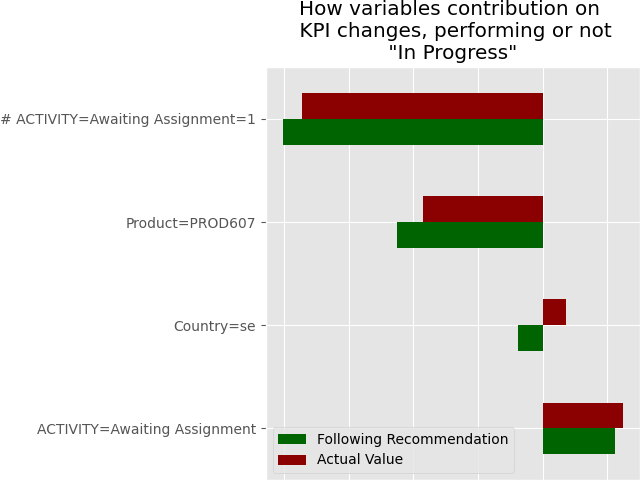 How variables contribution on
KPI changes, performing or not
"In Progress"
# ACTIVITY=Awaiting Assignment=1
Product=PROD607
Country=se
ACTIVITY=Awaiting Assignment
Following Recommendation
Actual Value